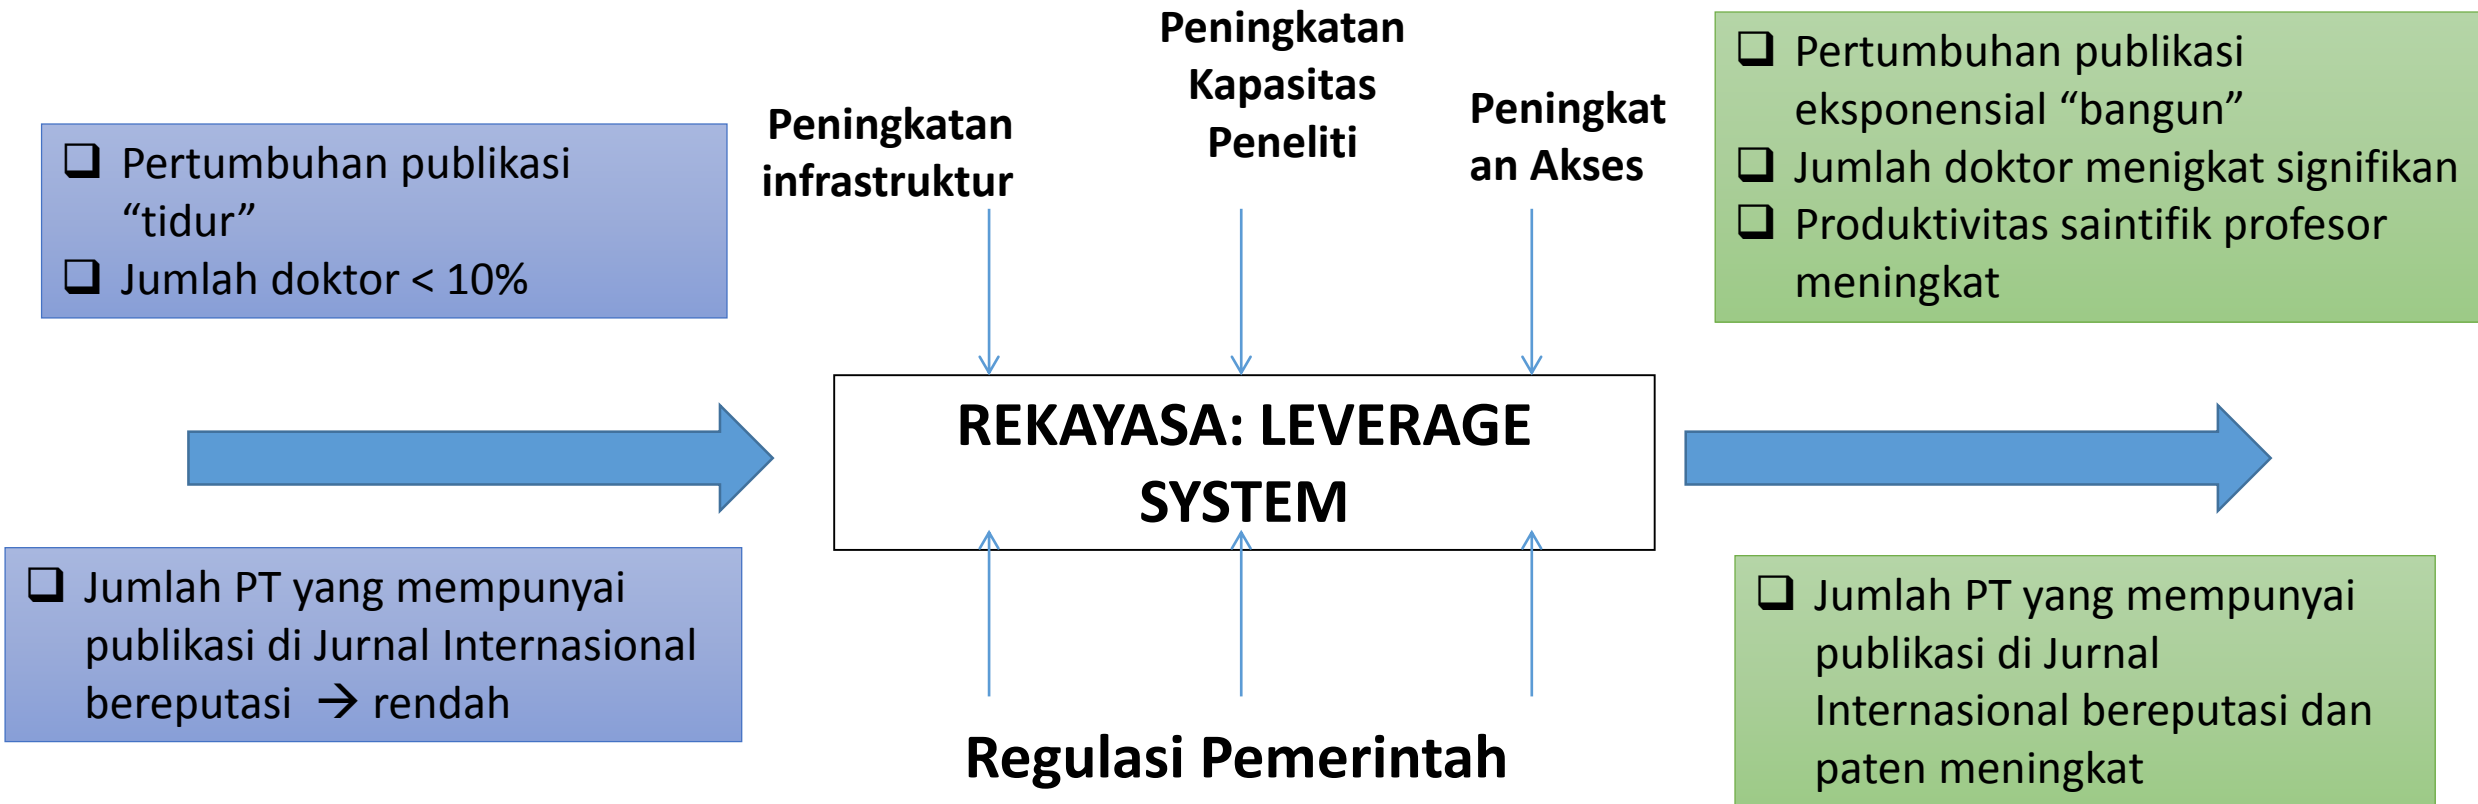 Pertumbuhan publikasi
“tidur”
Jumlah doktor < 10%
Jumlah PT yang mempunyai
publikasi di Jurnal Internasional
bereputasi → rendah
Peningkatan
infrastruktur
Peningkatan
Kapasitas
Peneliti
Peningkat
an Akses
REKAYASA: LEVERAGE
SYSTEM
Regulasi Pemerintah
Pertumbuhan publikasi
eksponensial “bangun”
Jumlah doktor menigkat signifikan
Produktivitas saintifik profesor
meningkat
Jumlah PT yang mempunyai
publikasi di Jurnal
Internasional bereputasi dan
paten meningkat